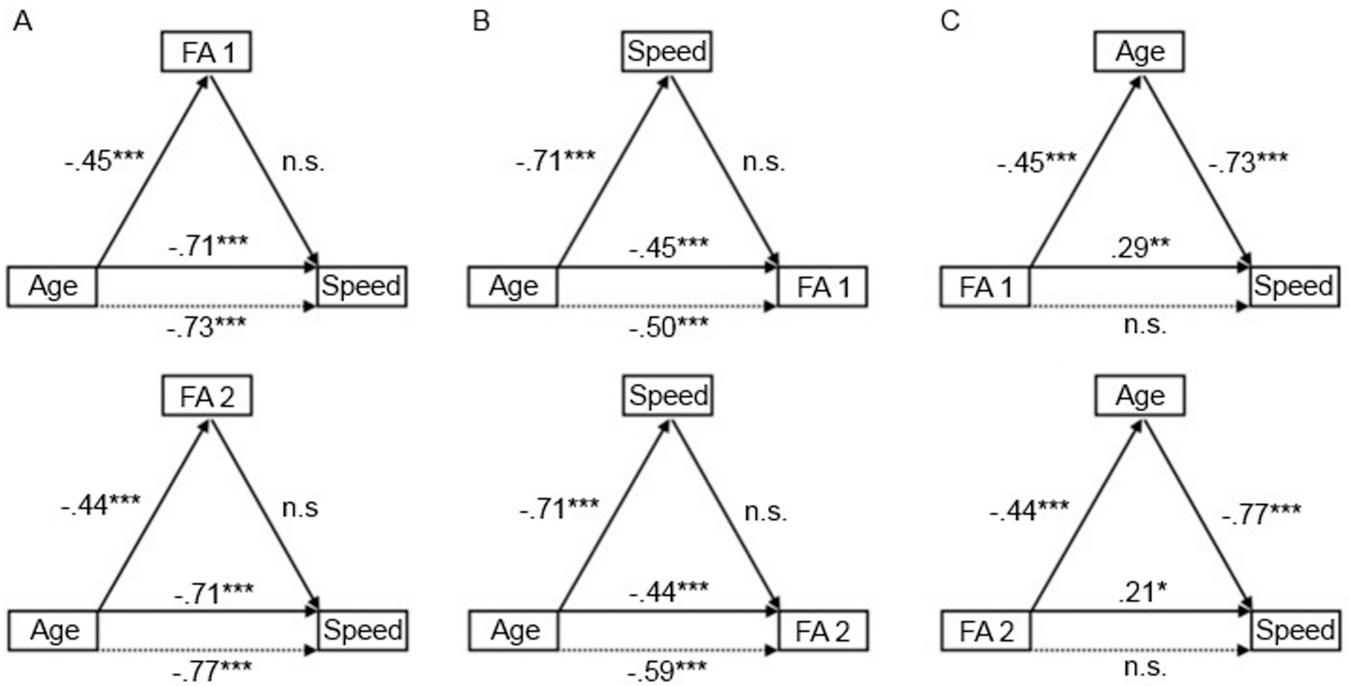 A
B
C
FA 1
Speed
Age
-.45***
n.s.
-.71***
n.s.
-.45***
-.73***
-.71***
-.45***
.29**
Age
Speed
Age
FA 1
FA 1
Speed
-.73***
-.50***
n.s.
FA 2
Speed
Age
-.44***
n.s
-.71***
n.s.
-.44***
-.77***
-.71***
-.44***
.21*
Age
Speed
Age
FA 2
FA 2
Speed
-.77***
-.59***
n.s.